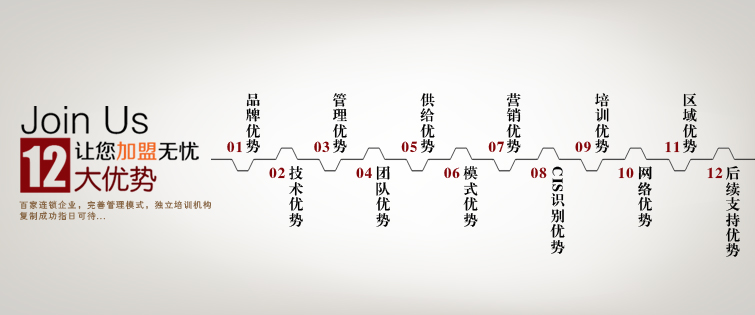 Join Us
12 让您加盟无忧
大优势
百家连锁企业，完善管理模式，独立培训机构
复制成功指日可待...
01 品牌优势
02 技术优势
03 管理优势
04 团队优势
05 供给优势
06 模式优势
07 营销优势
08 CIS识别优势
09 培训优势
10 网络优势
11 区域优势
12 后续支持优势